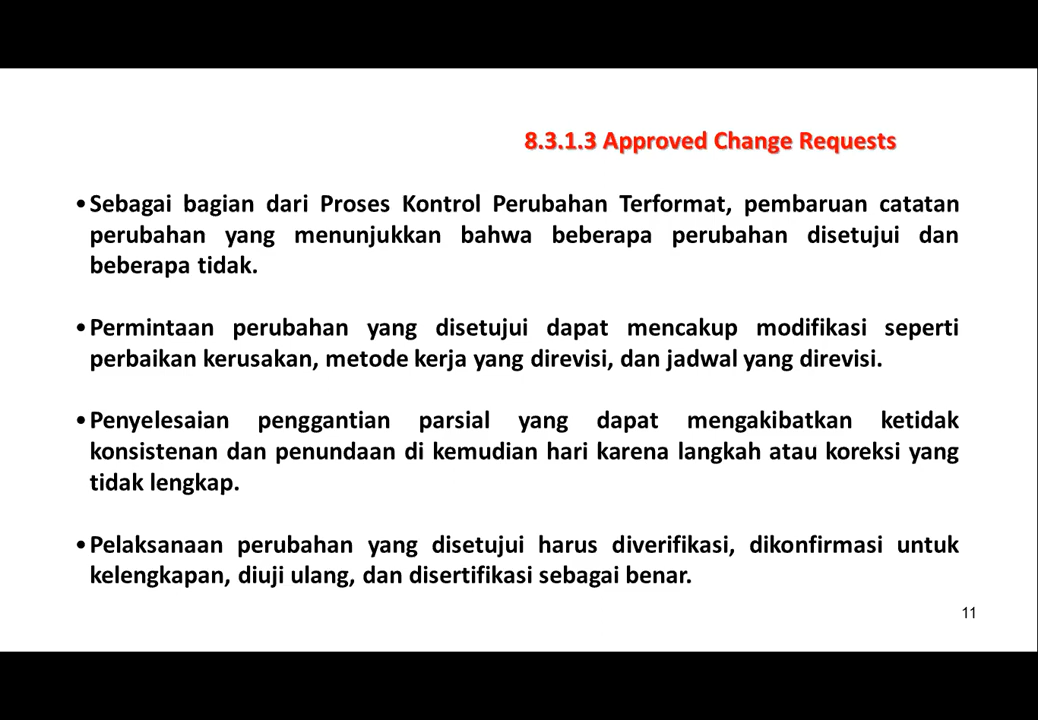 8.3.1.3 Approved Change Requests
•Sebagai bagian dari Proses Kontrol Perubahan Terformat, pembaruan catatan
perubahan yang menunjukkan bahwa beberapa perubahan disetujui dan
beberapa tidak.
•Permintaan perubahan yang disetujui dapat mencakup modifikasi seperti
perbaikan kerusakan, metode kerja yang direvisi, dan jadwal yang direvisi.
•Penyelesaian penggantian parsial yang dapat mengakibatkan ketidak
konsistenan dan penundaan di kemudian hari karena langkah atau koreksi yang
tidak lengkap.
•Pelaksanaan perubahan yang disetujui harus diverifikasi, dikonfirmasi untuk
kelengkapan, diuji ulang, dan disertifikasi sebagai benar.
11